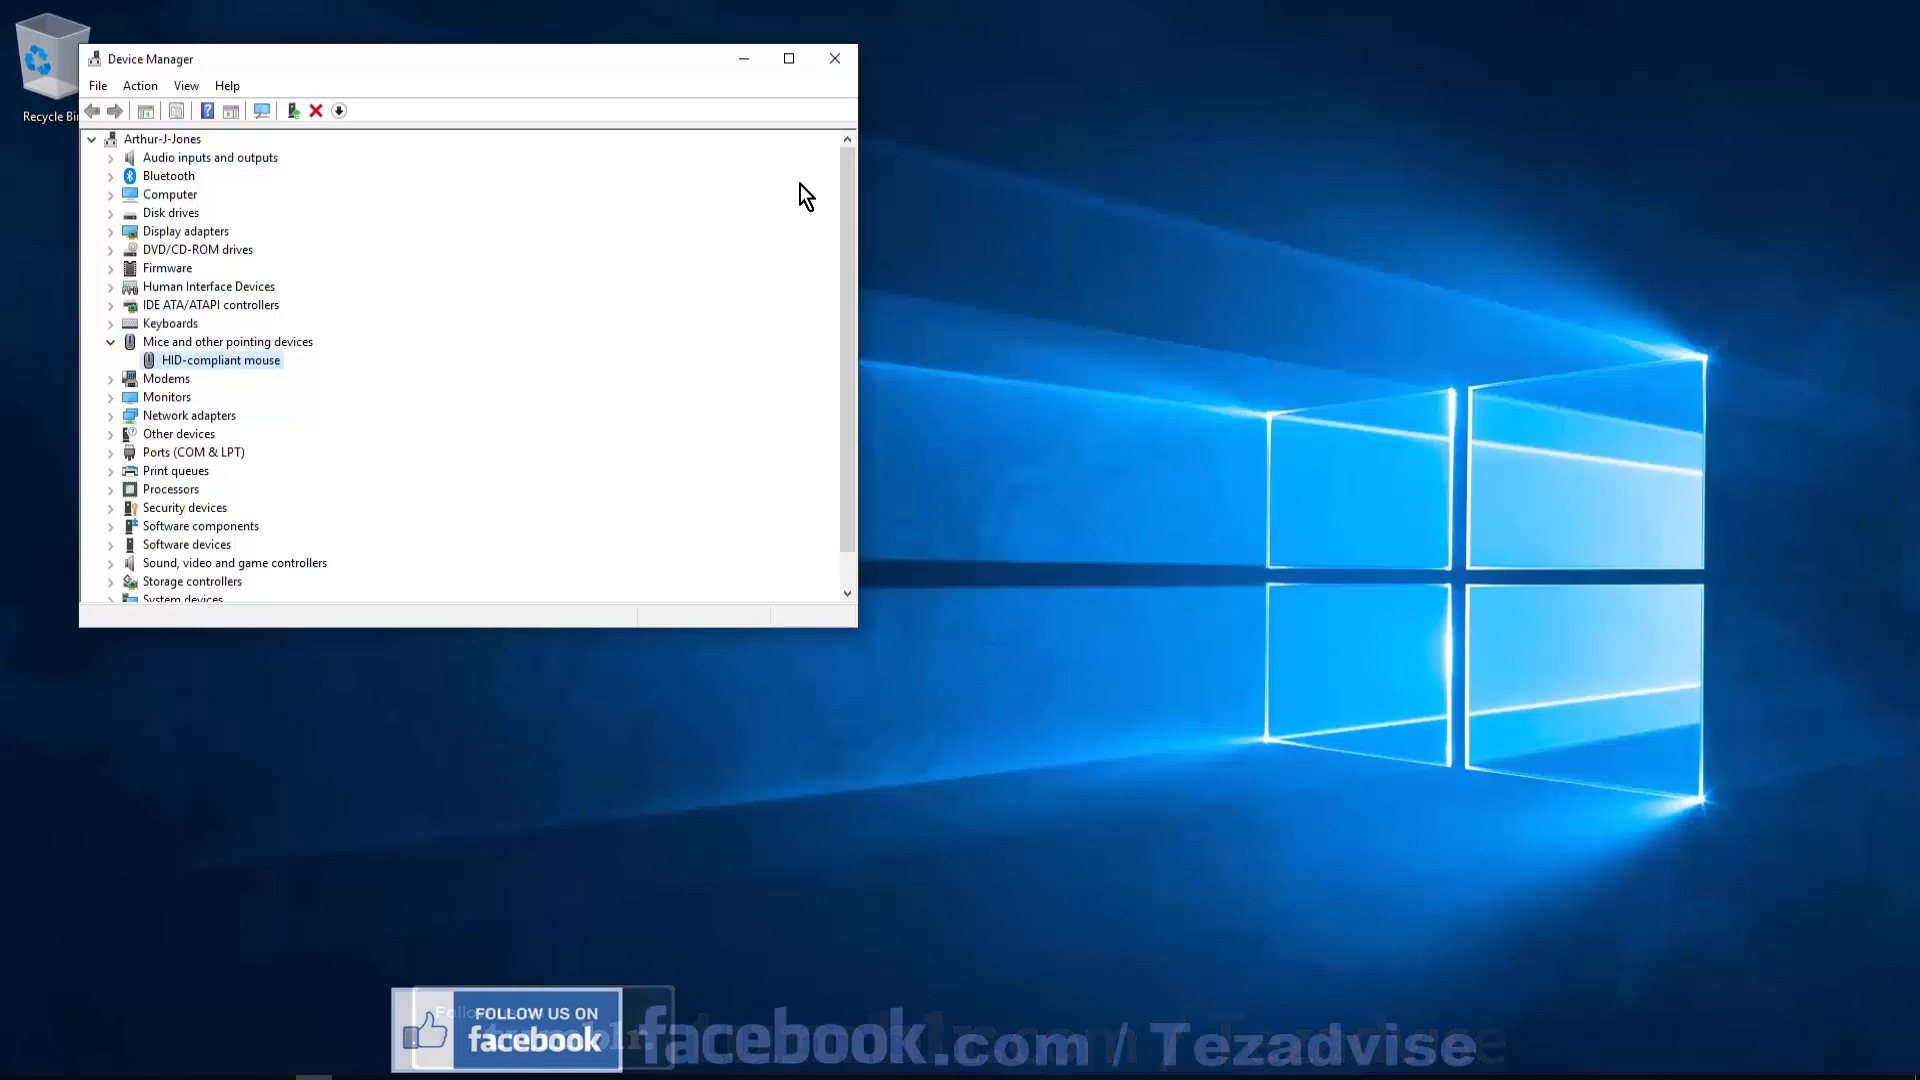 Recycle Bin
Device Manager
File Action View Help
Arthur-J-Jones
Audio inputs and outputs
Bluetooth
Computer
Disk drives
Display adapters
DVD/CD-ROM drives
Firmware
Human Interface Devices
IDE ATA/ATAPI controllers
Keyboards
Mice and other pointing devices
HID-compliant mouse
Modems
Monitors
Network adapters
Other devices
Ports (COM & LPT)
Print queues
Processors
Security devices
Software components
Software devices
Sound, video and game controllers
Storage controllers
System devices
FOLLOW US ON
facebook
facebook.com / Tezadvise